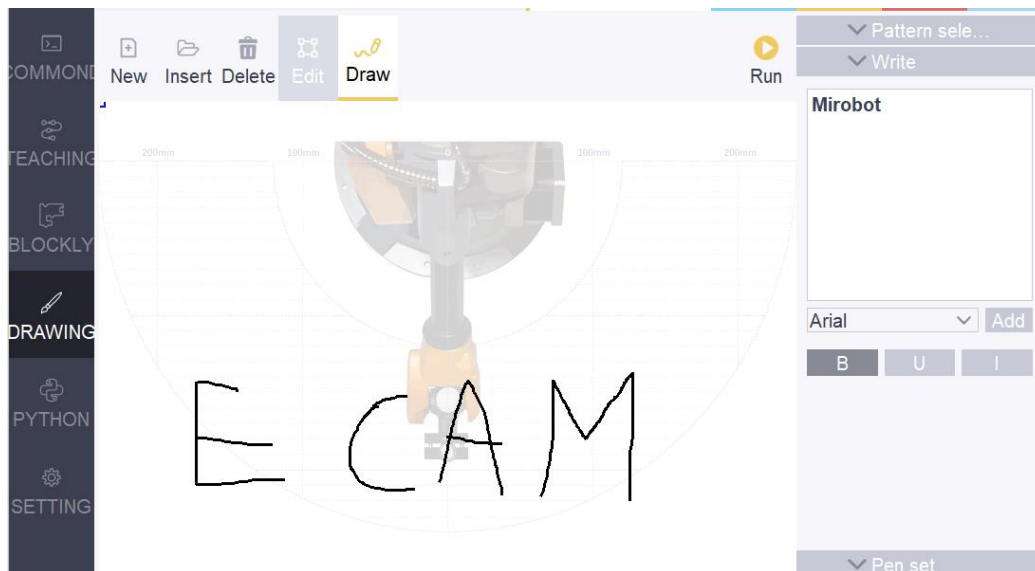 Pattern sele...
New Insert Delete Edit Draw Run
Write
COMMOND
Mirobot
TEACHING
200mm 100mm 0 100mm 200mm
BLOCKLY
DRAWING
Arial Add
B U I
PYTHON
E CAM
SETTING
Pen set